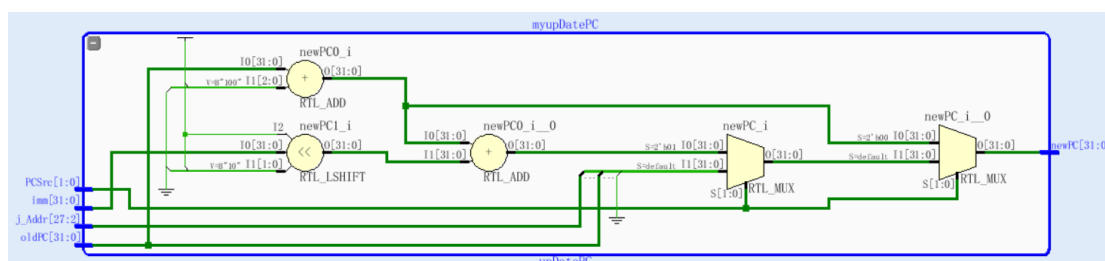 myupDatePC
newPC0_i
I0[31:0]
O[31:0]
V=B"100" I1[2:0]
+
RTL_ADD
newPC1_i
I2
I0[31:0]
O[31:0]
V=B"10" I1[1:0]
<<
RTL_LSHIFT
newPC0_i__0
I0[31:0]
O[31:0]
I1[31:0]
+
RTL_ADD
newPC_i
S=2'b01 I0[31:0]
O[31:0]
S=default I1[31:0]
S[1:0]
RTL_MUX
newPC_i__0
S=2'b00 I0[31:0]
O[31:0]
S=default I1[31:0]
S[1:0]
RTL_MUX
newPC[31:0
PCSrc[1:0]
imm[31:0]
j_Addr[27:2]
oldPC[31:0]
upDatePC